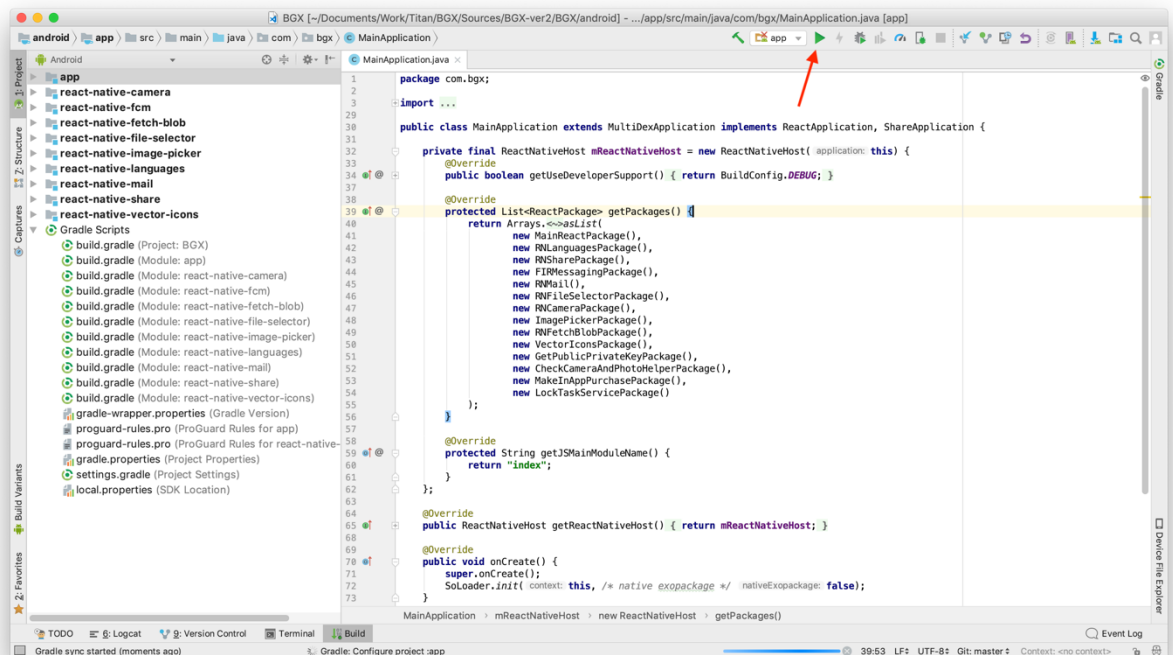 BGX [~/Documents/Work/Titan/BGX/Sources/BGX-ver2/BGX/android] - .../app/src/main/java/com/bgx/MainApplication.java [app]
android app src main java com bgx MainApplication
app
Android
MainApplication.java
1: Project
Z: Structure
Captures
Build Variants
2: Favorites
app
react-native-camera
react-native-fcm
react-native-fetch-blob
react-native-file-selector
react-native-image-picker
react-native-languages
react-native-mail
react-native-share
react-native-vector-icons
Gradle Scripts
build.gradle (Project: BGX)
build.gradle (Module: app)
build.gradle (Module: react-native-camera)
build.gradle (Module: react-native-fcm)
build.gradle (Module: react-native-fetch-blob)
build.gradle (Module: react-native-file-selector)
build.gradle (Module: react-native-image-picker)
build.gradle (Module: react-native-languages)
build.gradle (Module: react-native-mail)
build.gradle (Module: react-native-share)
build.gradle (Module: react-native-vector-icons)
gradle-wrapper.properties (Gradle Version)
proguard-rules.pro (ProGuard Rules for app)
proguard-rules.pro (ProGuard Rules for react-native-
gradle.properties (Project Properties)
settings.gradle (Project Settings)
local.properties (SDK Location)
1 package com.bgx;
2
3 import ...
29
30 public class MainApplication extends MultiDexApplication implements ReactApplication, ShareApplication {
31
32 private final ReactNativeHost mReactNativeHost = new ReactNativeHost( application: this) {
33 @Override
34 public boolean getUseDeveloperSupport() { return BuildConfig.DEBUG; }
37
38 @Override
39 protected List<ReactPackage> getPackages() {
40 return Arrays.<~>asList(
41 new MainReactPackage(),
42 new RNLanguagesPackage(),
43 new RNSharePackage(),
44 new FIRMessagingPackage(),
45 new RNMail(),
46 new RNFileSelectorPackage(),
47 new RNCameraPackage(),
48 new ImagePickerPackage(),
49 new RNFetchBlobPackage(),
50 new VectorIconsPackage(),
51 new GetPublicPrivateKeyPackage(),
52 new CheckCameraAndPhotoHelperPackage(),
53 new MakeInAppPurchasePackage(),
54 new LockTaskServicePackage()
55 );
56 }
57
58 @Override
59 protected String getJSMainModuleName() {
60 return "index";
61 }
62 };
63
64 @Override
65 public ReactNativeHost getReactNativeHost() { return mReactNativeHost; }
68
69 @Override
70 public void onCreate() {
71 super.onCreate();
72 SoLoader.init( context: this, /* native exopackage */ nativeExopackage: false);
73 }
MainApplication › mReactNativeHost › new ReactNativeHost › getPackages()
Gradle
Device File Explorer
TODO 6: Logcat 9: Version Control Terminal Build Event Log
Gradle sync started (moments ago) Gradle: Configure project :app 39:53 LF UTF-8 Git: master Context: <no context>